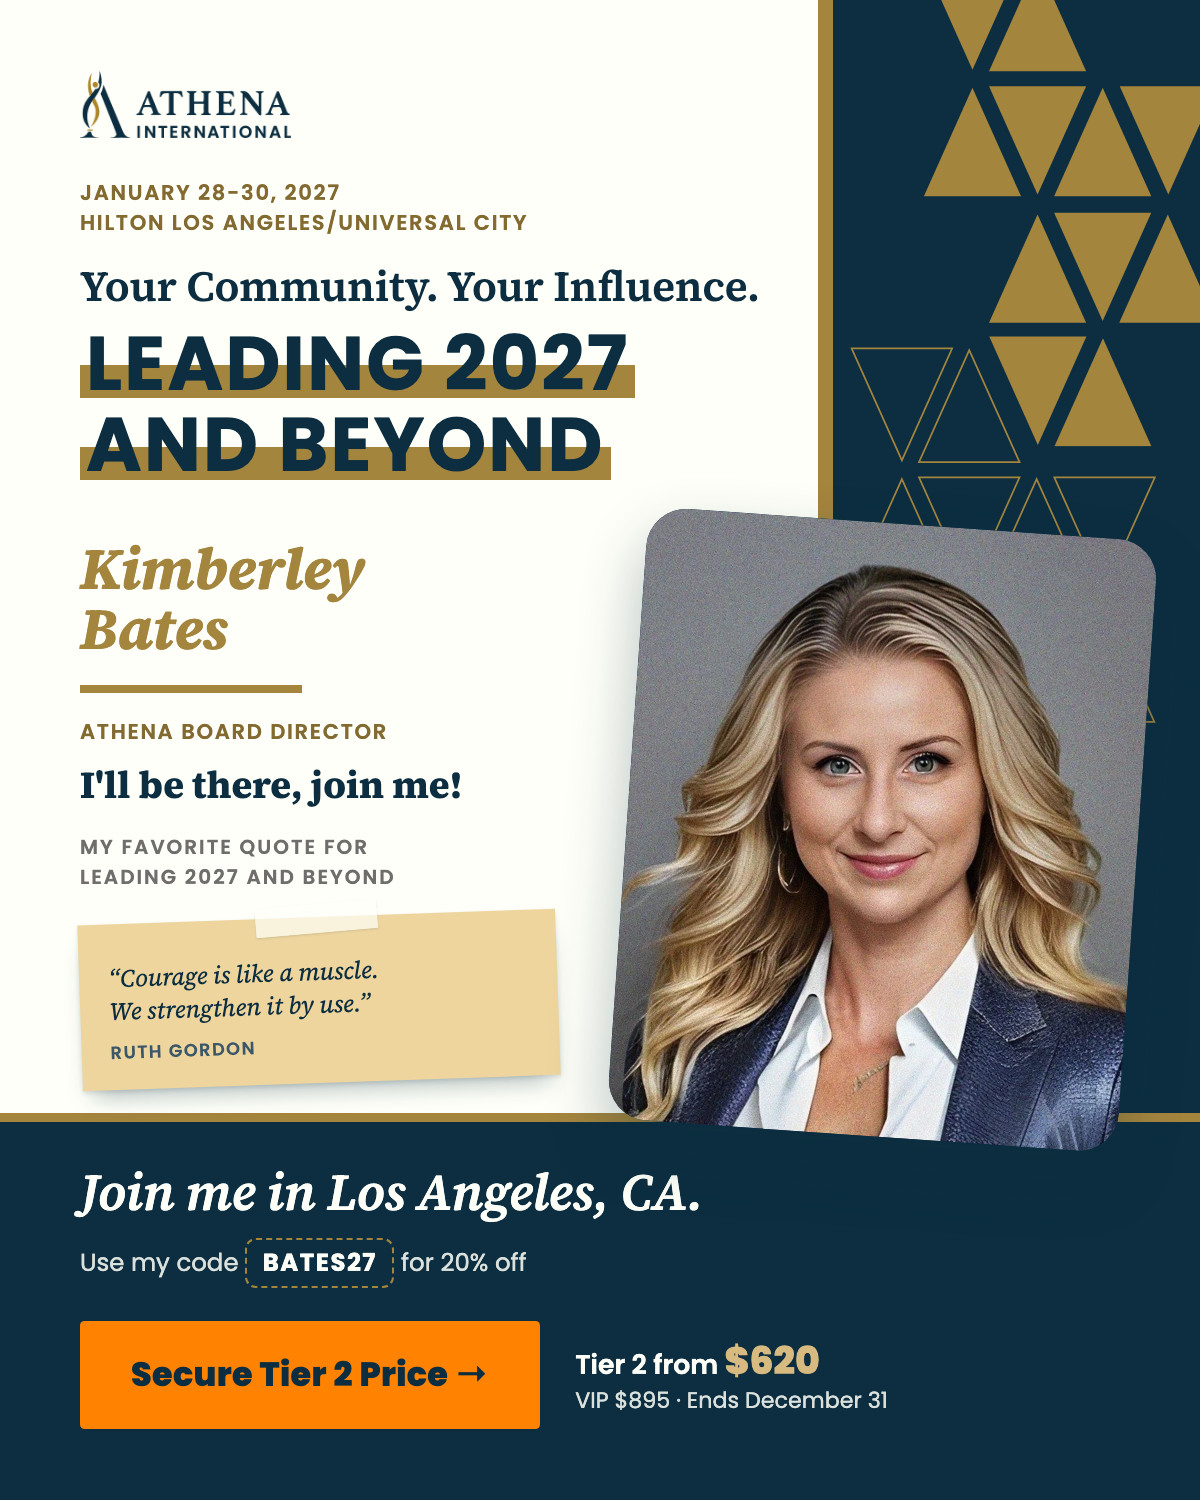 ATHENA
INTERNATIONAL
JANUARY 28-30, 2027
HILTON LOS ANGELES/UNIVERSAL CITY
Your Community. Your Influence.
LEADING 2027
AND BEYOND
Kimberley
Bates
ATHENA BOARD DIRECTOR
I'll be there, join me!
MY FAVORITE QUOTE FOR
LEADING 2027 AND BEYOND
“Courage is like a muscle.
We strengthen it by use.”
RUTH GORDON
Join me in Los Angeles, CA.
Use my code BATES27 for 20% off
Secure Tier 2 Price →
Tier 2 from $620
VIP $895 · Ends December 31